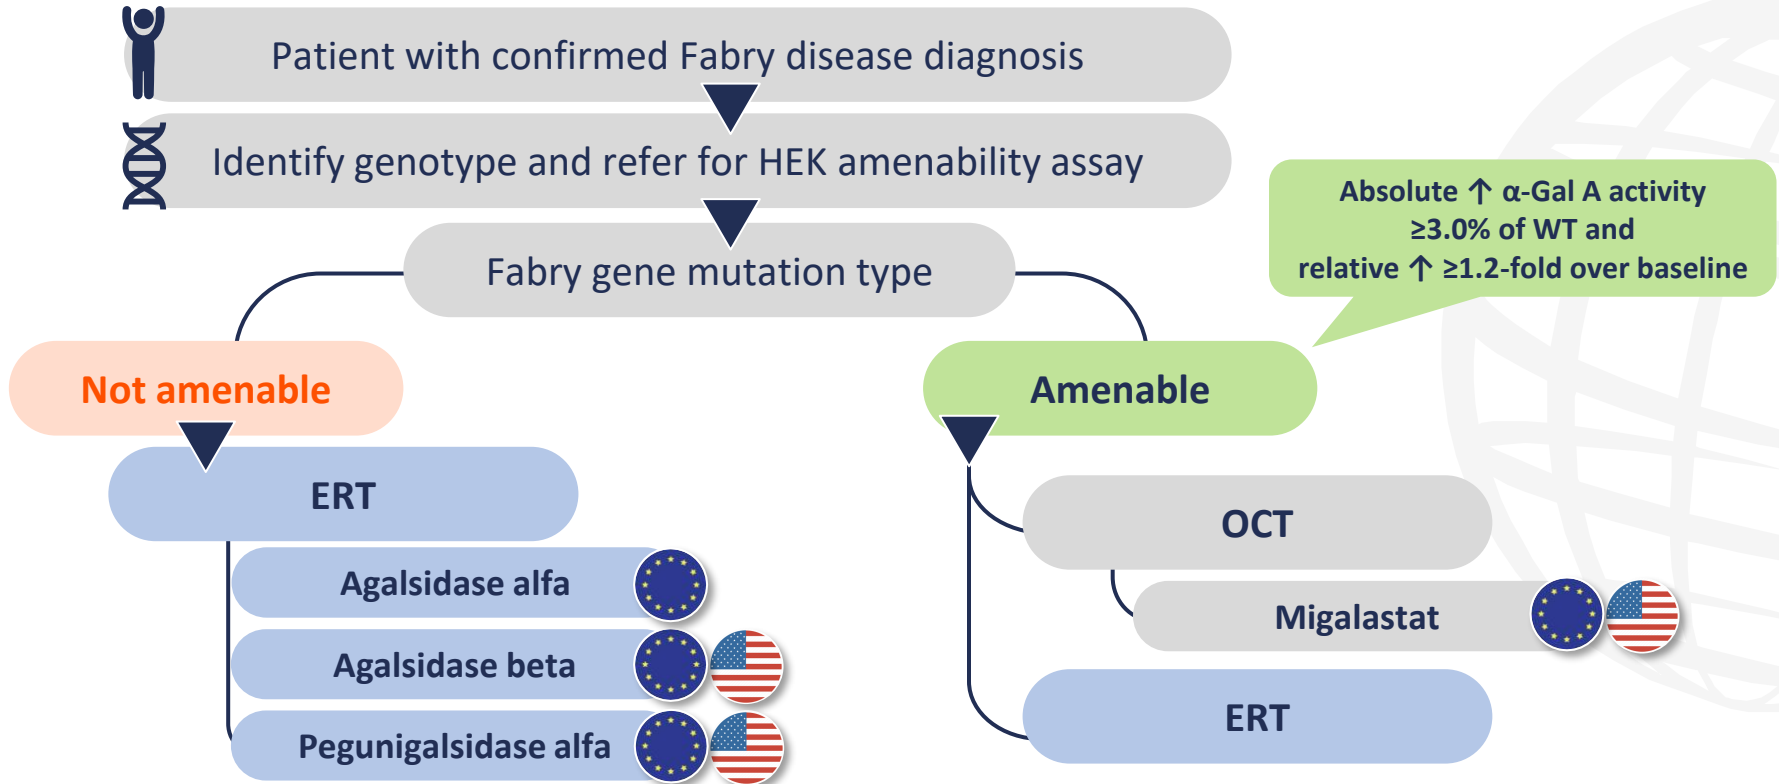 Patient with confirmed Fabry disease diagnosis
Identify genotype and refer for HEK amenability assay
Absolute ↑ α-Gal A activity
≥3.0% of WT and
relative ↑ ≥1.2-fold over baseline
Fabry gene mutation type
Not amenable
Amenable
ERT
Agalsidase alfa
Agalsidase beta
Pegunigalsidase alfa
OCT
Migalastat
ERT